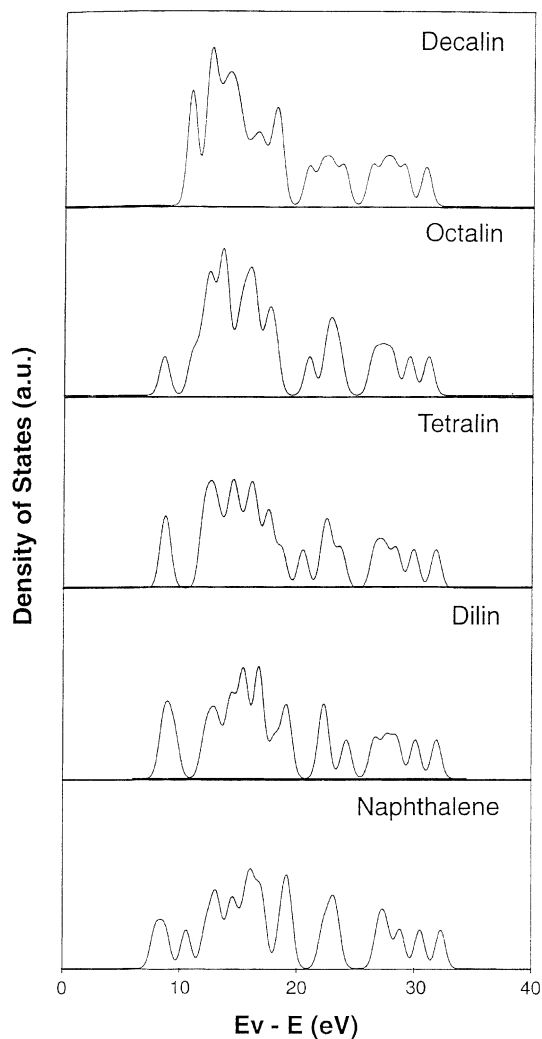 Decalin
Octalin
Tetralin
Dilin
Naphthalene
Density of States (a.u.)
0 10 20 30 40
Ev - E (eV)